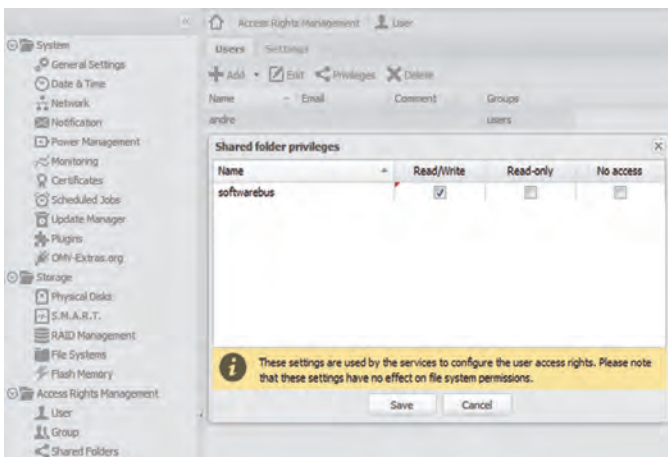 Access Rights Management User
System
General Settings
Date & Time
Network
Notification
Power Management
Monitoring
Certificates
Scheduled Jobs
Update Manager
Plugins
OMV-Extras.org
Storage
Physical Disks
S.M.A.R.T.
RAID Management
File Systems
Flash Memory
Access Rights Management
User
Group
Shared Folders
Users Settings
Add Edit Privileges Delete
Name Email Comment Groups
andre users
Shared folder privileges
Name Read/Write Read-only No access
softwarebus
These settings are used by the services to configure the user access rights. Please note
that these settings have no effect on file system permissions.
Save Cancel